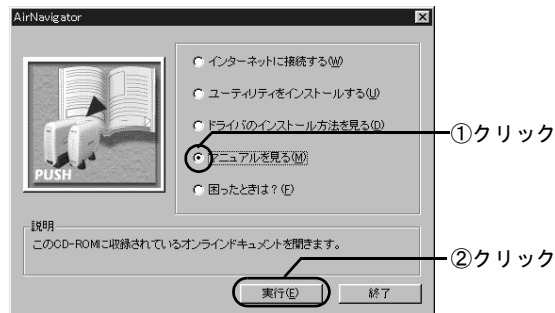 AirNavigator
インターネットに接続する(W)
ユーティリティをインストールする(U)
ドライバのインストール方法を見る(D)
①クリック
マニュアルを見る(M)
困ったときは？(F)
PUSH
説明
このCD-ROMに収録されているオンラインドキュメントを開きます。
②クリック
実行(E)
終了